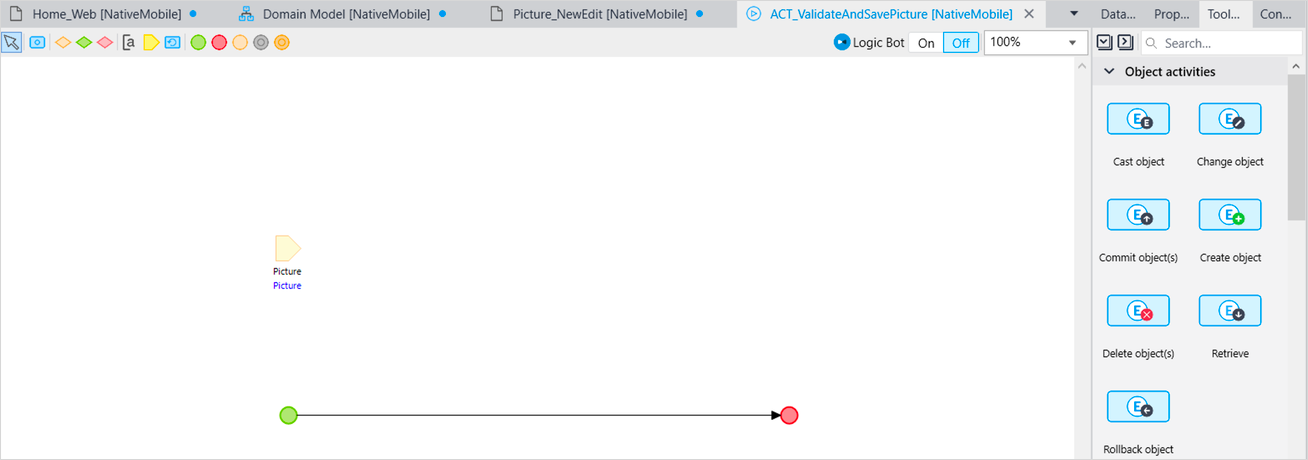 Home_Web [NativeMobile]
Domain Model [NativeMobile]
Picture_NewEdit [NativeMobile]
ACT_ValidateAndSavePicture [NativeMobile]
Data...
Prop...
Tool...
Con...
[a
Logic Bot
On
Off
100%
Search...
Object activities
E E
E
Cast object
Change object
E
E
Commit object(s)
Create object
E
E
Delete object(s)
Retrieve
E
Rollback object
Picture
Picture